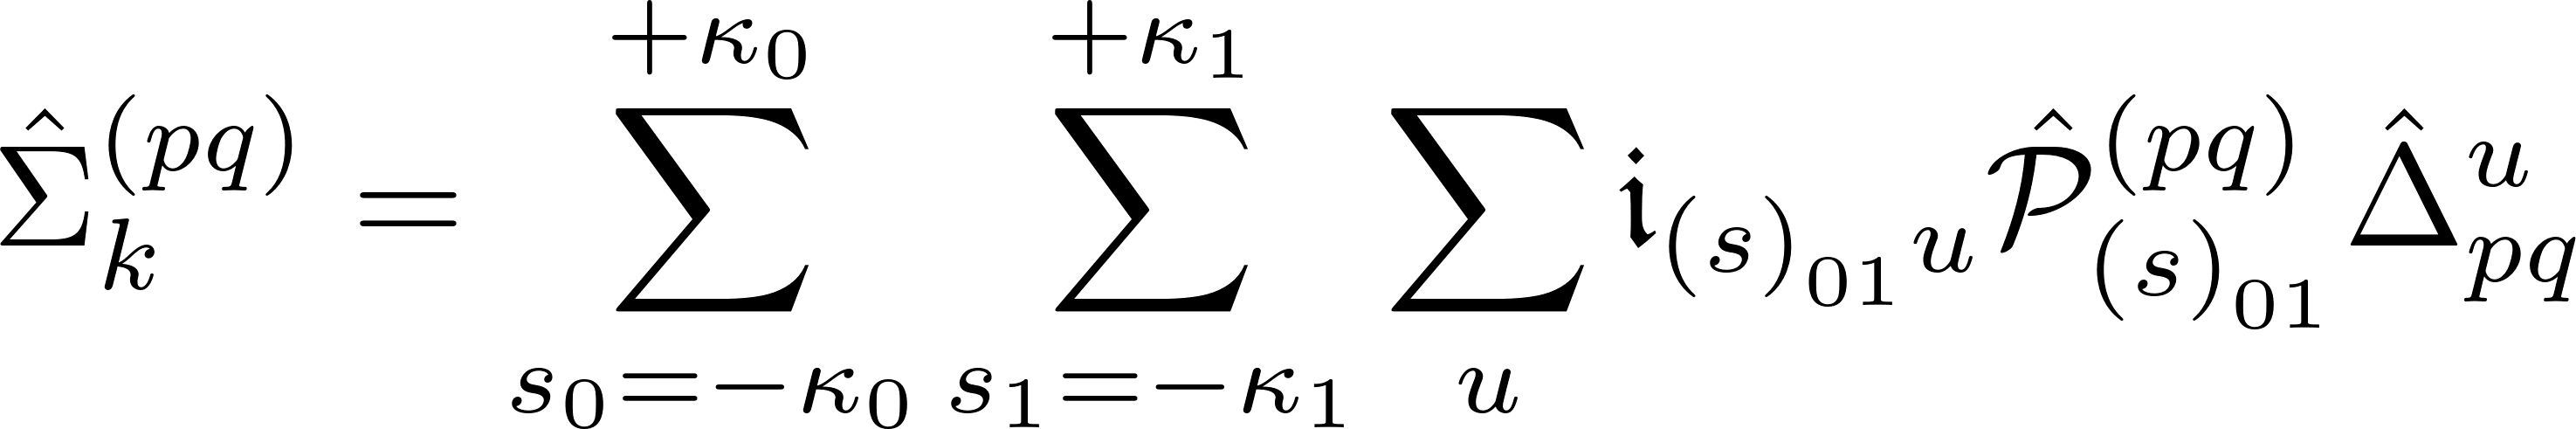 \hat{\Sigma}_{k}^{(pq)} = \sum_{s_0=-\kappa_0}^{+\kappa_0} \sum_{s_1=-\kappa_1}^{+\kappa_1} \sum_{u} \mathfrak{i}_{(s)_{01} u} \hat{\mathcal{P}}_{(s)_{01}}^{(pq)} \hat{\Delta}_{pq}^{u}